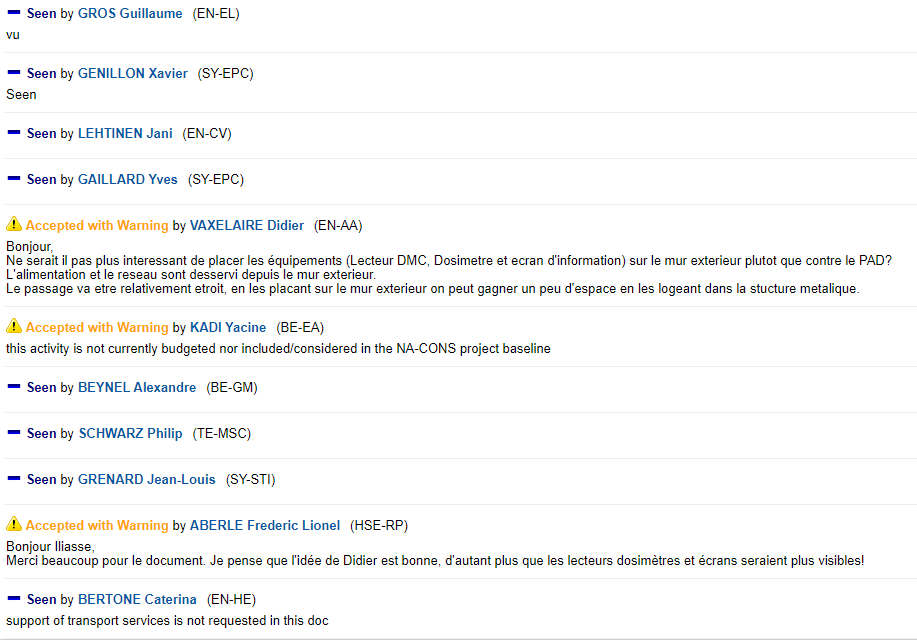 Seen by GROS Guillaume (EN-EL)
vu
Seen by GENILLON Xavier (SY-EPC)
Seen
Seen by LEHTINEN Jani (EN-CV)
Seen by GAILLARD Yves (SY-EPC)
Accepted with Warning by VAXELAIRE Didier (EN-AA)
Bonjour,
Ne serait il pas plus interessant de placer les équipements (Lecteur DMC, Dosimetre et ecran d'information) sur le mur exterieur plutot que contre le PAD?
L'alimentation et le reseau sont desservi depuis le mur exterieur.
Le passage va etre relativement etroit, en les placant sur le mur exterieur on peut gagner un peu d'espace en les logeant dans la stucture metalique.
Accepted with Warning by KADI Yacine (BE-EA)
this activity is not currently budgeted nor included/considered in the NA-CONS project baseline
Seen by BEYNEL Alexandre (BE-GM)
Seen by SCHWARZ Philip (TE-MSC)
Seen by GRENARD Jean-Louis (SY-STI)
Accepted with Warning by ABERLE Frederic Lionel (HSE-RP)
Bonjour Iliasse,
Merci beaucoup pour le document. Je pense que l'idée de Didier est bonne, d'autant plus que les lecteurs dosimètres et écrans seraient plus visibles!
Seen by BERTONE Caterina (EN-HE)
support of transport services is not requested in this doc